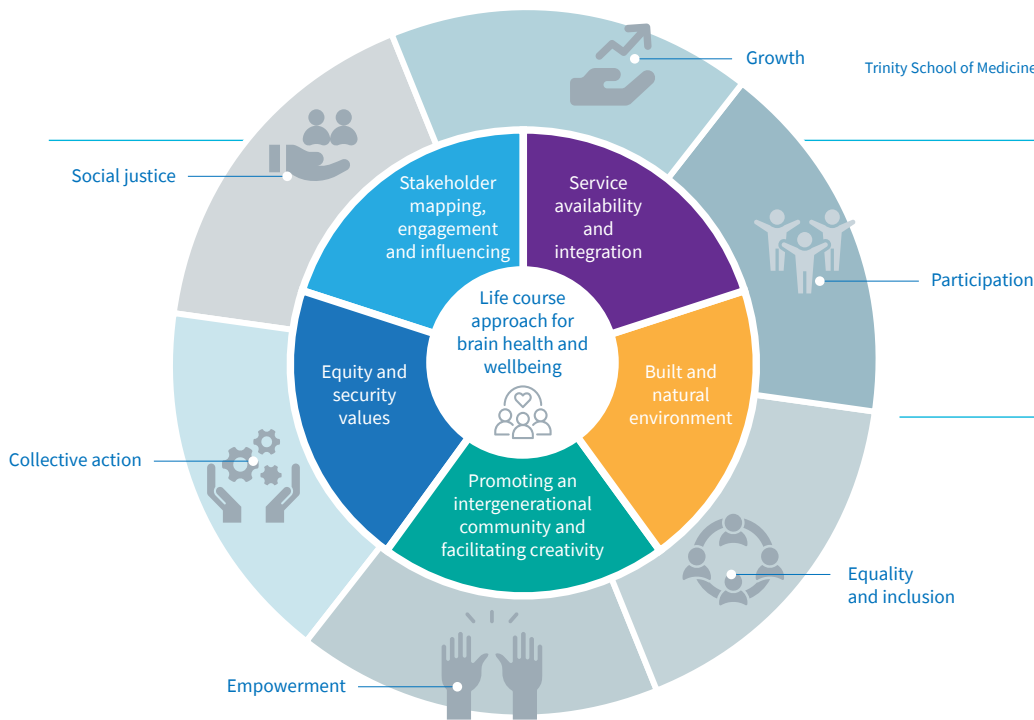 Growth
Trinity School of Medicine
Social justice
Stakeholder
mapping,
engagement
and influencing
Service
availability
and
integration
Participation
Life course
approach for
brain health and
wellbeing
Equity and
security
values
Built and
natural
environment
Collective action
Promoting an
intergenerational
community and
facilitating creativity
Equality
and inclusion
Empowerment